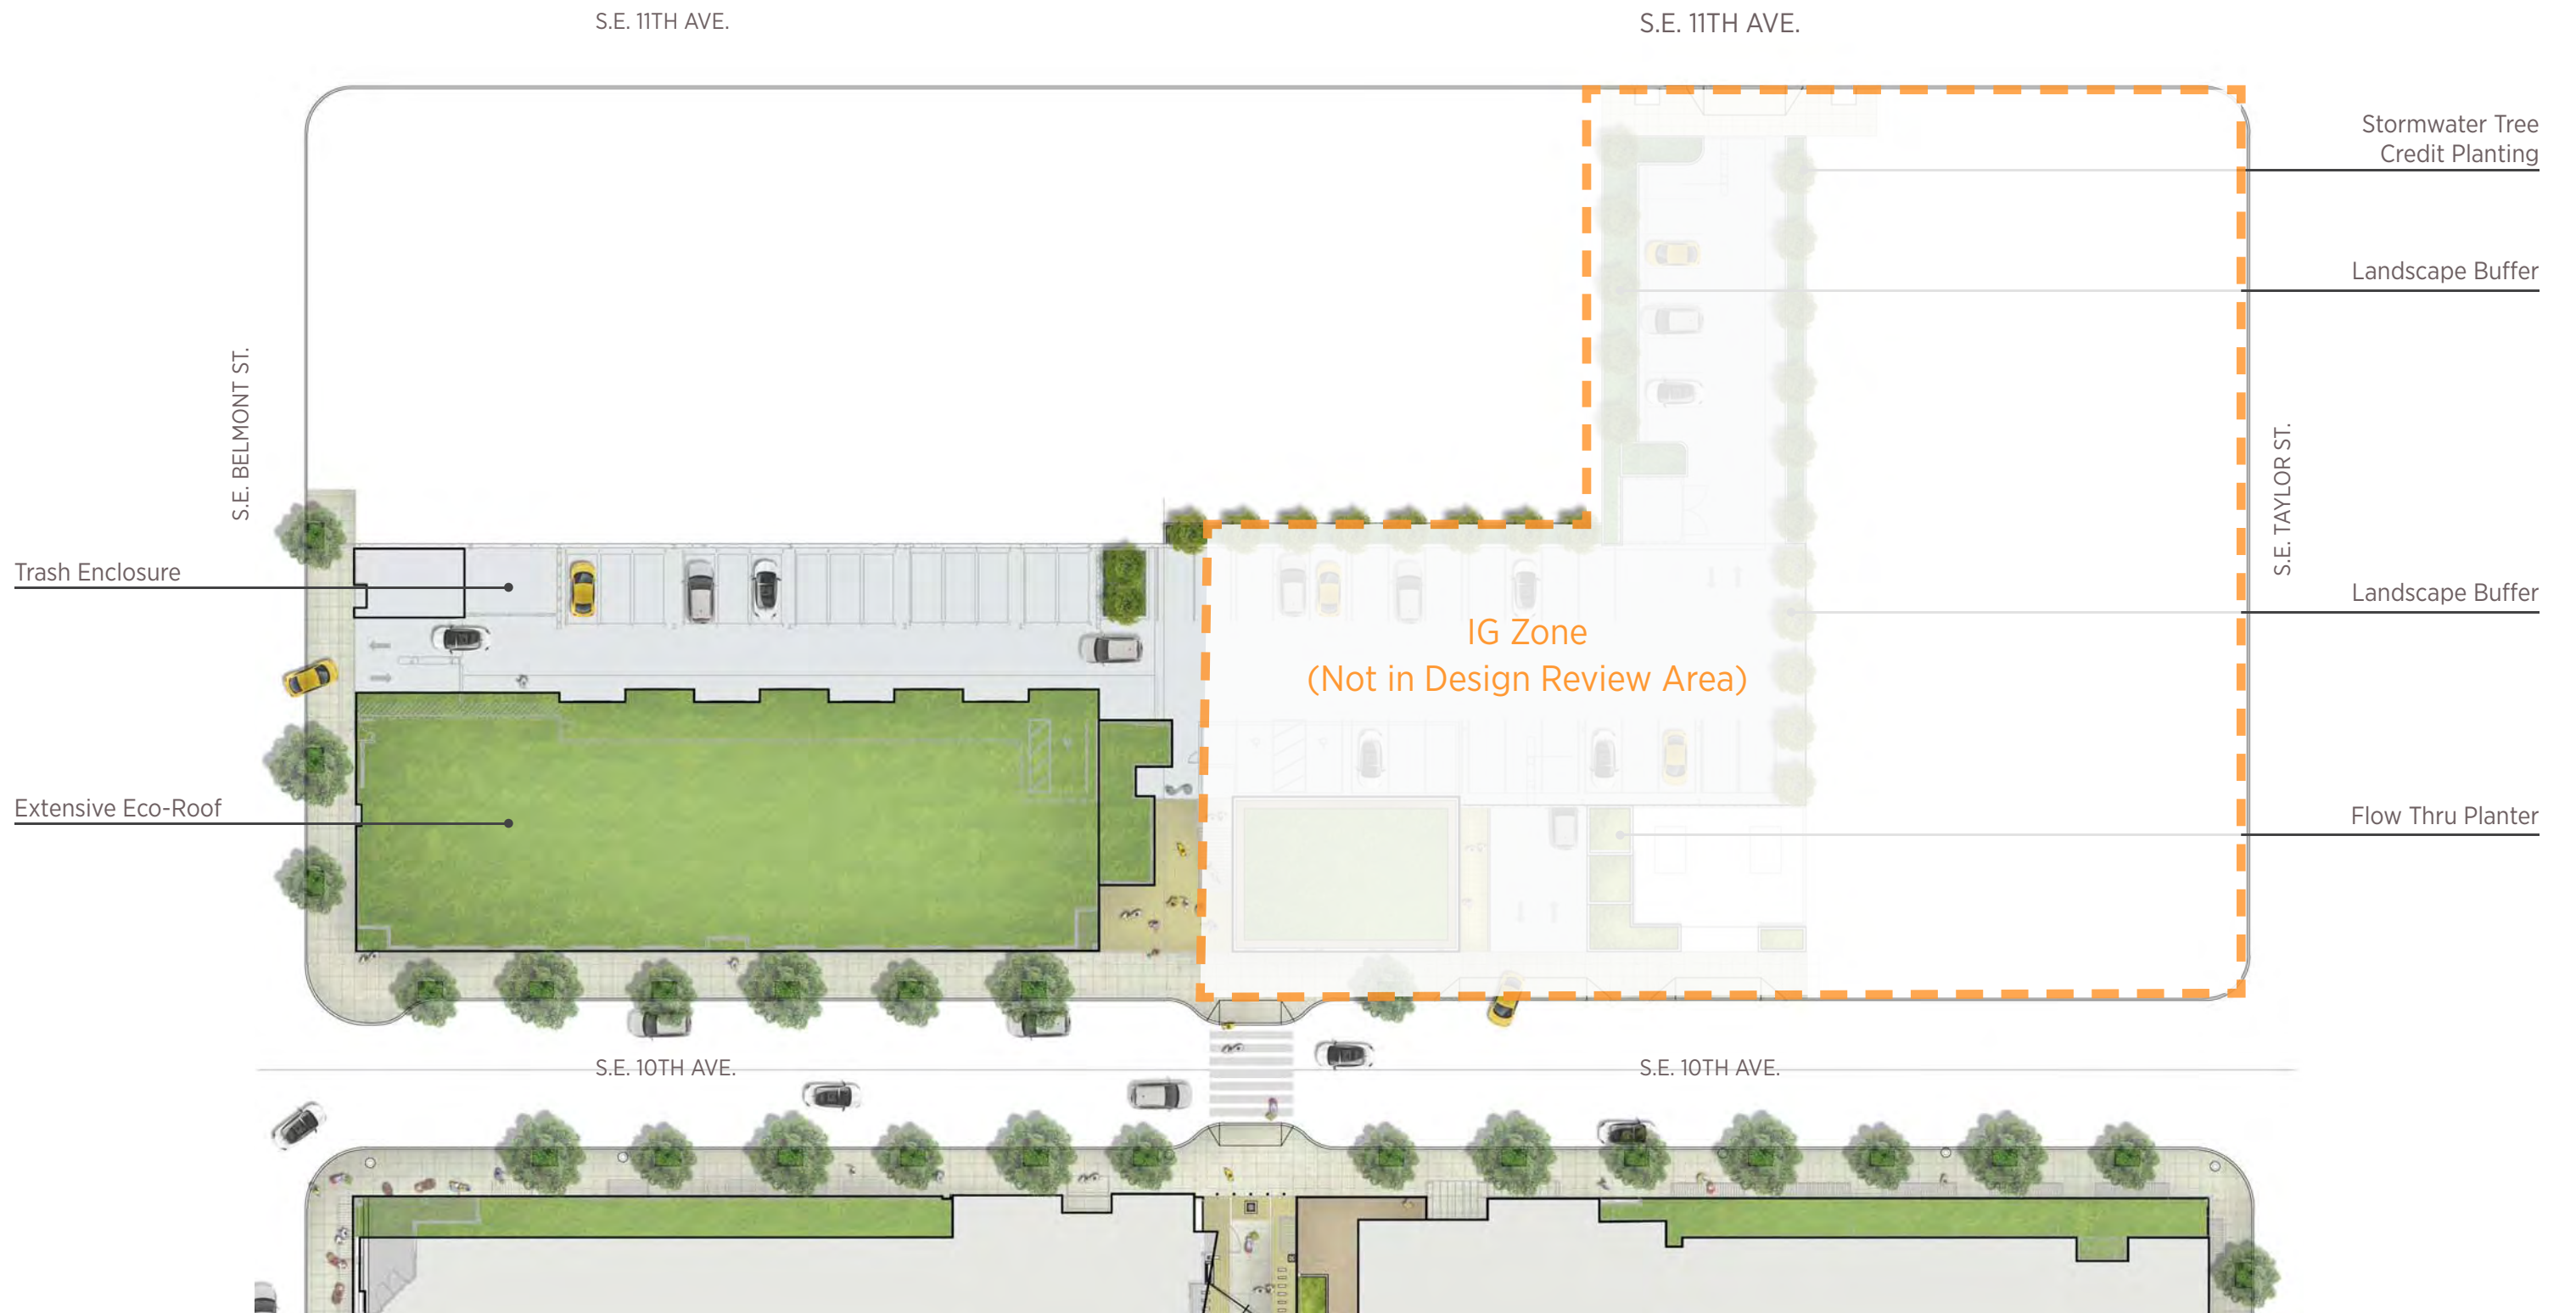 S.E. 11TH AVE.
S.E. 11TH AVE.
Stormwater Tree
Credit Planting
Landscape Buffer
S.E. BELMONT ST.
S.E. TAYLOR ST.
Trash Enclosure
Landscape Buffer
IG Zone
(Not in Design Review Area)
Extensive Eco-Roof
Flow Thru Planter
S.E. 10TH AVE.
S.E. 10TH AVE.